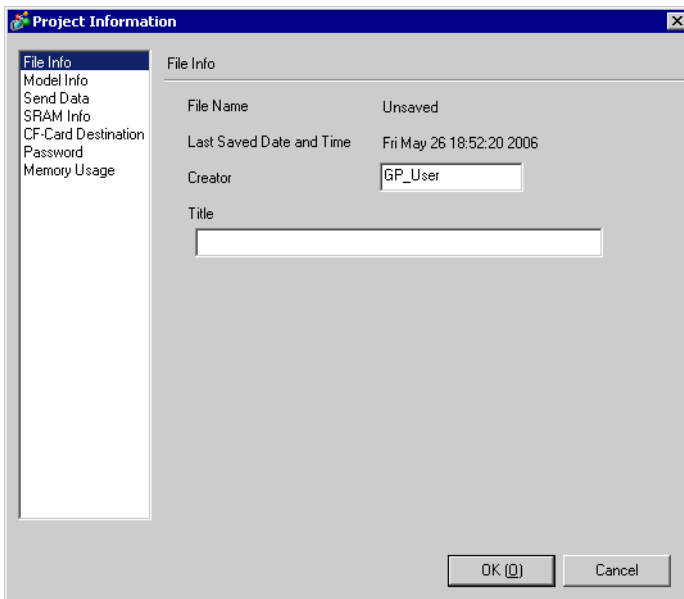 Project Information
File Info
Model Info
Send Data
SRAM Info
CF-Card Destination
Password
Memory Usage
File Info
File Name Unsaved
Last Saved Date and Time Fri May 26 18:52:20 2006
Creator GP_User
Title
OK (O) Cancel